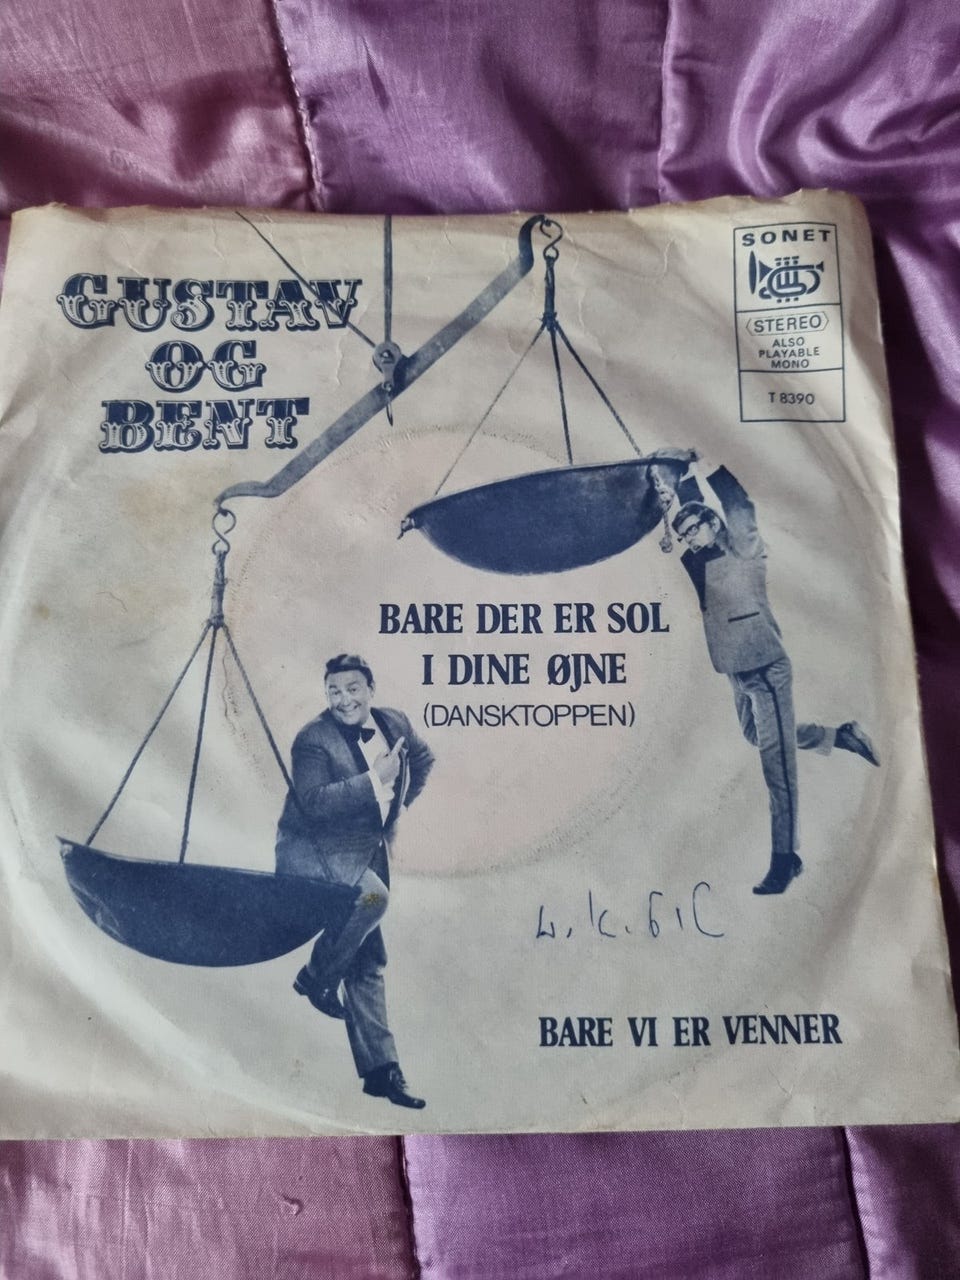 GUSTAV
OG
BENT
SONET
STEREO
ALSO
PLAYABLE
MONO
T 8390
BARE DER ER SOL
I DINE ØJNE
(DANSKTOPPEN)
BARE VI ER VENNER